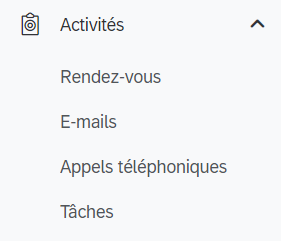 Activités
Rendez-vous
E-mails
Appels téléphoniques
Tâches